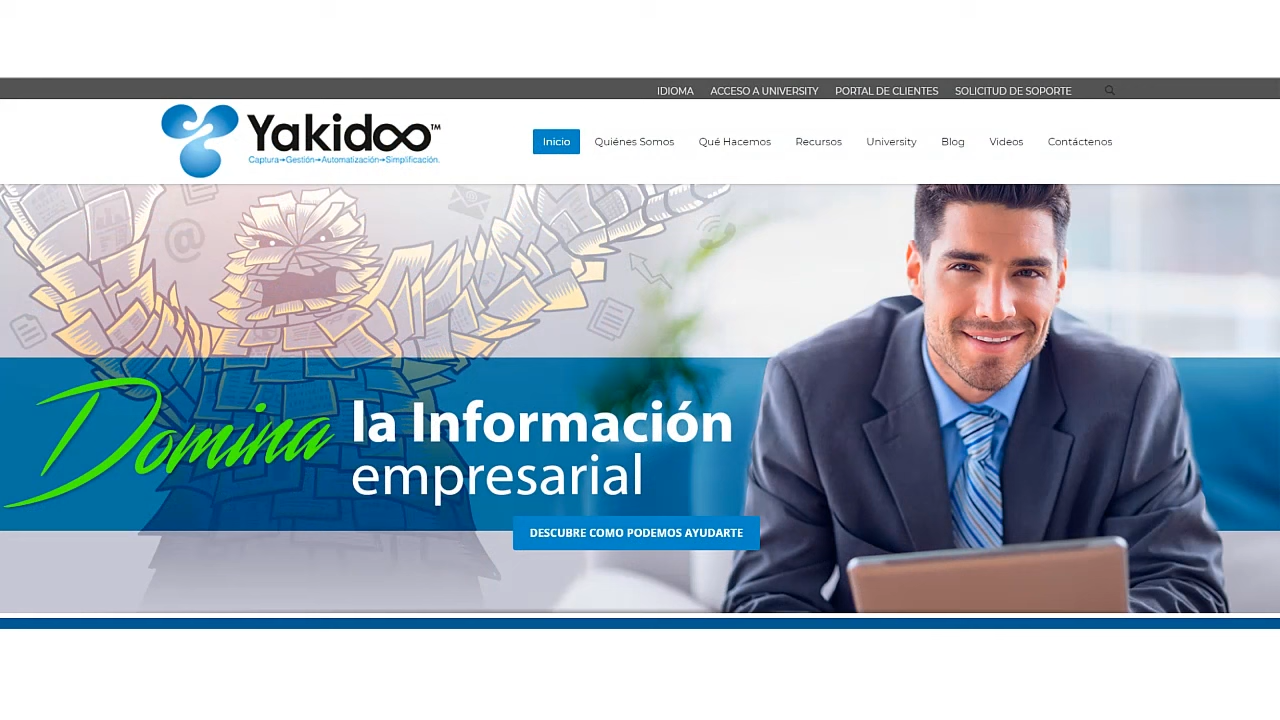 IDIOMA ACCESO A UNIVERSITY PORTAL DE CLIENTES SOLICITUD DE SOPORTE
Yakidoo™
Captura→Gestión→Automatización→Simplificación.
Inicio Quiénes Somos Qué Hacemos Recursos University Blog Videos Contáctenos
@
Domina la Información
empresarial
DESCUBRE COMO PODEMOS AYUDARTE